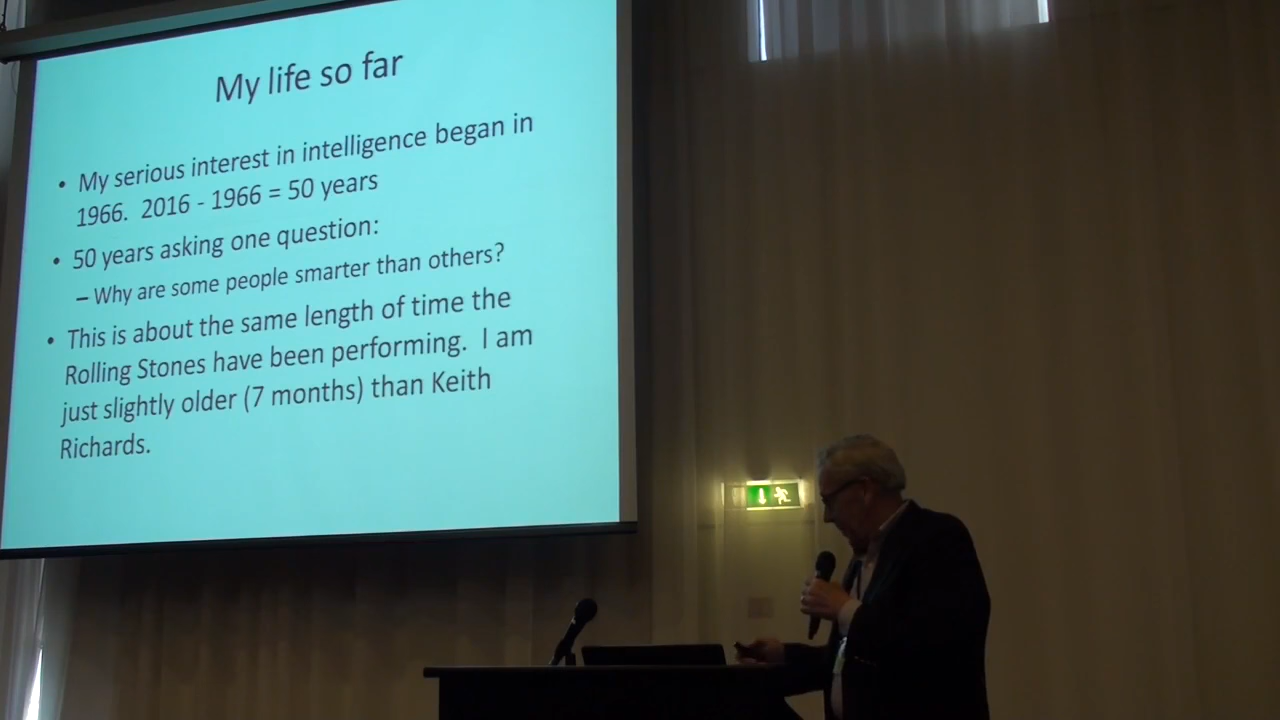 My life so far
• My serious interest in intelligence began in
1966.  2016 - 1966 = 50 years
• 50 years asking one question:
– Why are some people smarter than others?
• This is about the same length of time the
Rolling Stones have been performing.  I am
just slightly older (7 months) than Keith
Richards.